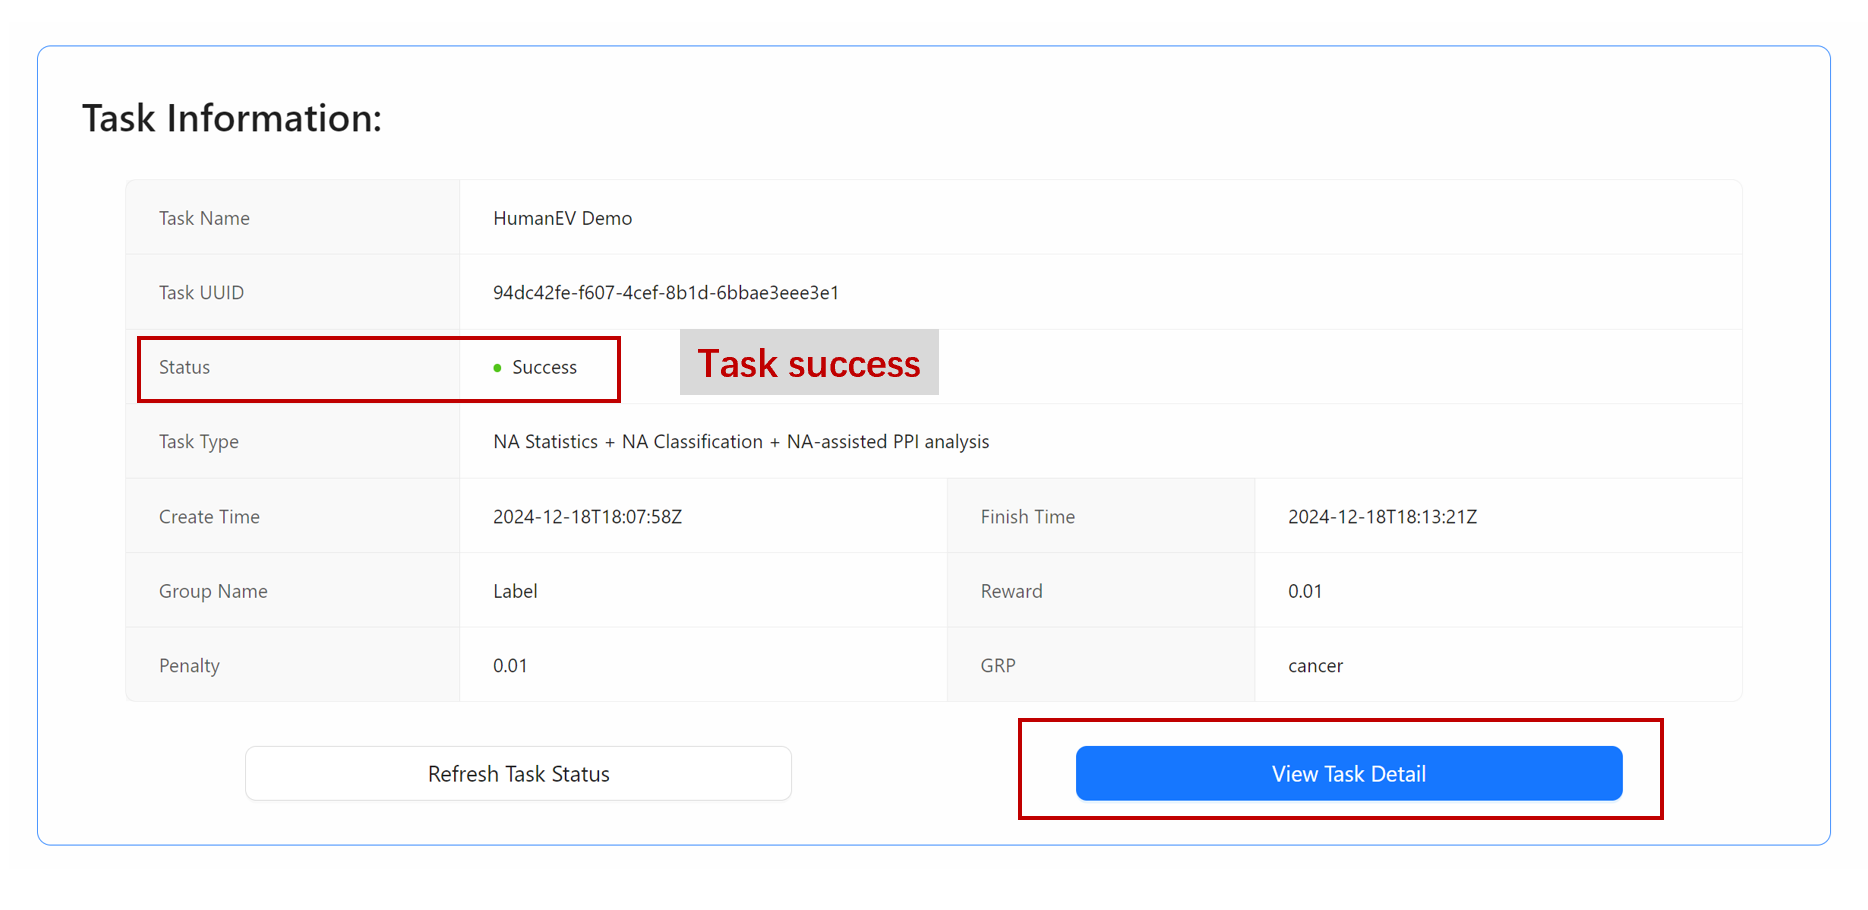 Task Information:
Task Name HumanEV Demo
Task UUID 94dc42fe-f607-4cef-8b1d-6bbae3eee3e1
Status Success Task success
Task Type NA Statistics + NA Classification + NA-assisted PPI analysis
Create Time 2024-12-18T18:07:58Z Finish Time 2024-12-18T18:13:21Z
Group Name Label Reward 0.01
Penalty 0.01 GRP cancer
Refresh Task Status View Task Detail